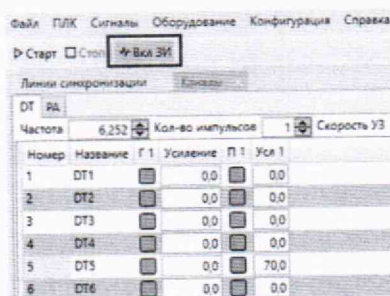 Файл ПЛК Сигналы Оборудование Конфигурация Справка
Старт Стоп Вкл ЗИ
Линии синхронизации Каналы
DT PA
Частота 6,252 Кол-во импульсов 1 Скорость УЗ
Номер Название Г 1 Усиление П 1 Усл 1
1 DT1 0,0 0,0
2 DT2 0,0 0,0
3 DT3 0,0 0,0
4 DT4 0,0 0,0
5 DT5 0,0 70,0
6 DT6 0,0 0,0